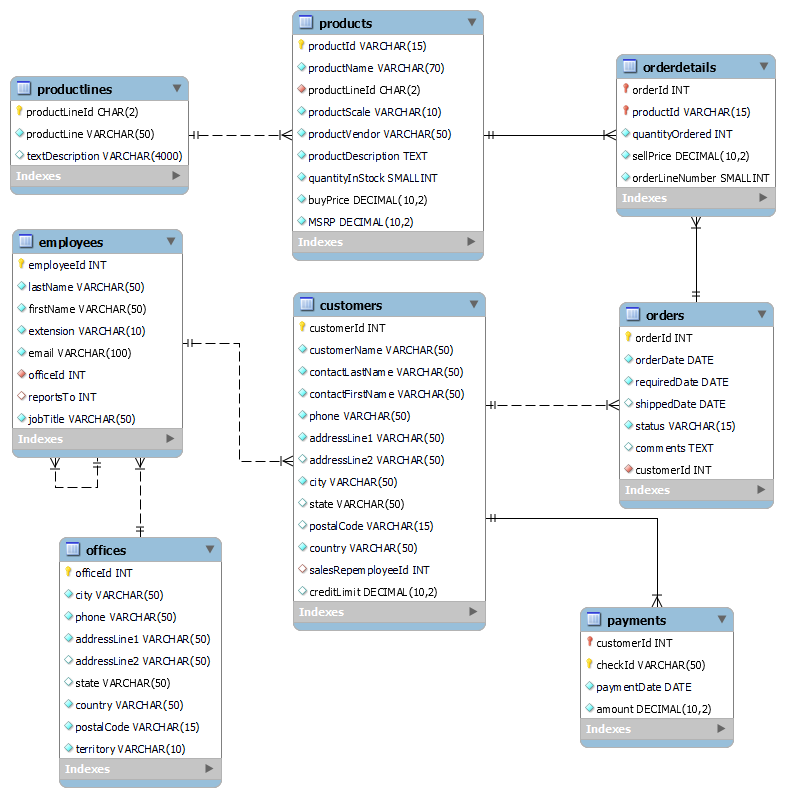 productlines
productLineId CHAR(2)
productLine VARCHAR(50)
textDescription VARCHAR(4000)
Indexes
products
productId VARCHAR(15)
productName VARCHAR(70)
productLineId CHAR(2)
productScale VARCHAR(10)
productVendor VARCHAR(50)
productDescription TEXT
quantityInStock SMALLINT
buyPrice DECIMAL(10,2)
MSRP DECIMAL(10,2)
Indexes
orderdetails
orderId INT
productId VARCHAR(15)
quantityOrdered INT
sellPrice DECIMAL(10,2)
orderLineNumber SMALLINT
Indexes
employees
employeeId INT
lastName VARCHAR(50)
firstName VARCHAR(50)
extension VARCHAR(10)
email VARCHAR(100)
officeId INT
reportsTo INT
jobTitle VARCHAR(50)
Indexes
customers
customerId INT
customerName VARCHAR(50)
contactLastName VARCHAR(50)
contactFirstName VARCHAR(50)
phone VARCHAR(50)
addressLine1 VARCHAR(50)
addressLine2 VARCHAR(50)
city VARCHAR(50)
state VARCHAR(50)
postalCode VARCHAR(15)
country VARCHAR(50)
salesRepemployeeId INT
creditLimit DECIMAL(10,2)
Indexes
orders
orderId INT
orderDate DATE
requiredDate DATE
shippedDate DATE
status VARCHAR(15)
comments TEXT
customerId INT
Indexes
offices
officeId INT
city VARCHAR(50)
phone VARCHAR(50)
addressLine1 VARCHAR(50)
addressLine2 VARCHAR(50)
state VARCHAR(50)
country VARCHAR(50)
postalCode VARCHAR(15)
territory VARCHAR(10)
Indexes
payments
customerId INT
checkId VARCHAR(50)
paymentDate DATE
amount DECIMAL(10,2)
Indexes